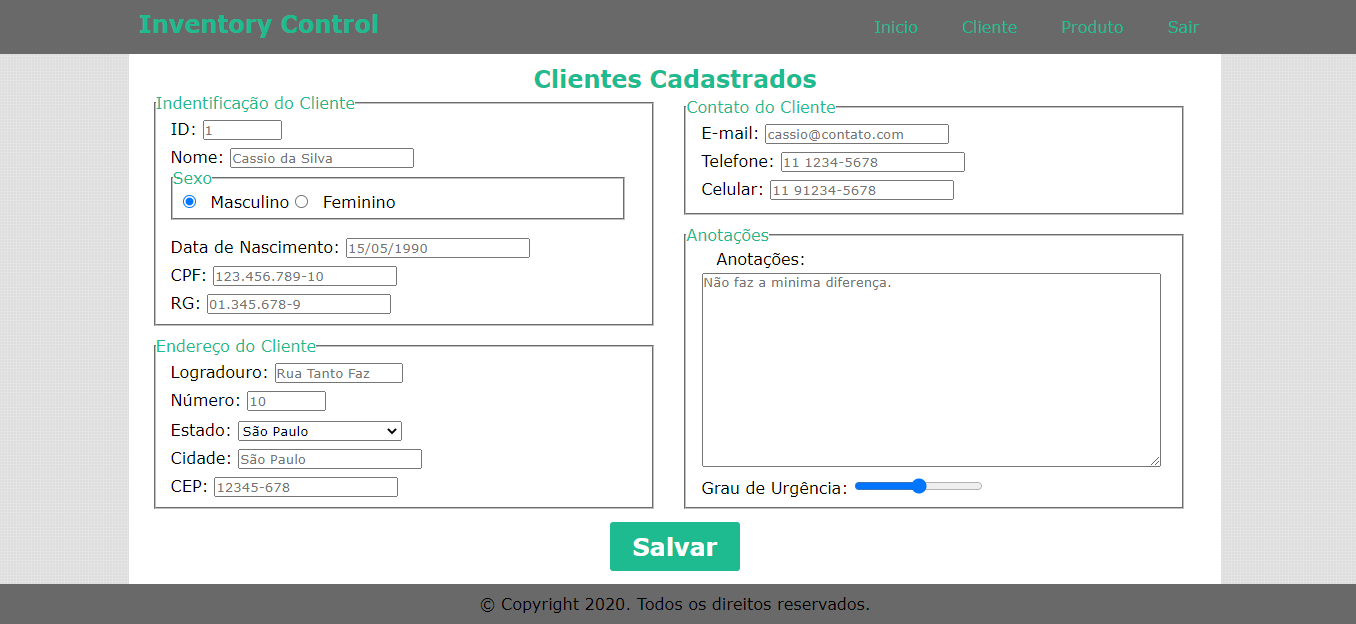 Inventory Control
Inicio Cliente Produto Sair
Clientes Cadastrados
Indentificação do Cliente
ID: 1
Nome: Cassio da Silva
Sexo
Masculino Feminino
Data de Nascimento: 15/05/1990
CPF: 123.456.789-10
RG: 01.345.678-9
Endereço do Cliente
Logradouro: Rua Tanto Faz
Número: 10
Estado: São Paulo
Cidade: São Paulo
CEP: 12345-678
Contato do Cliente
E-mail: cassio@contato.com
Telefone: 11 1234-5678
Celular: 11 91234-5678
Anotações
Anotações:
Não faz a minima diferença.
Grau de Urgência:
Salvar
© Copyright 2020. Todos os direitos reservados.